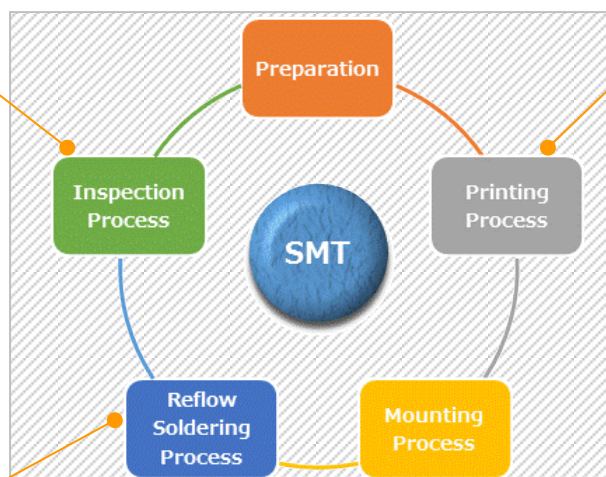 Preparation
Inspection
Process
Printing
Process
SMT
Reflow
Soldering
Process
Mounting
Process